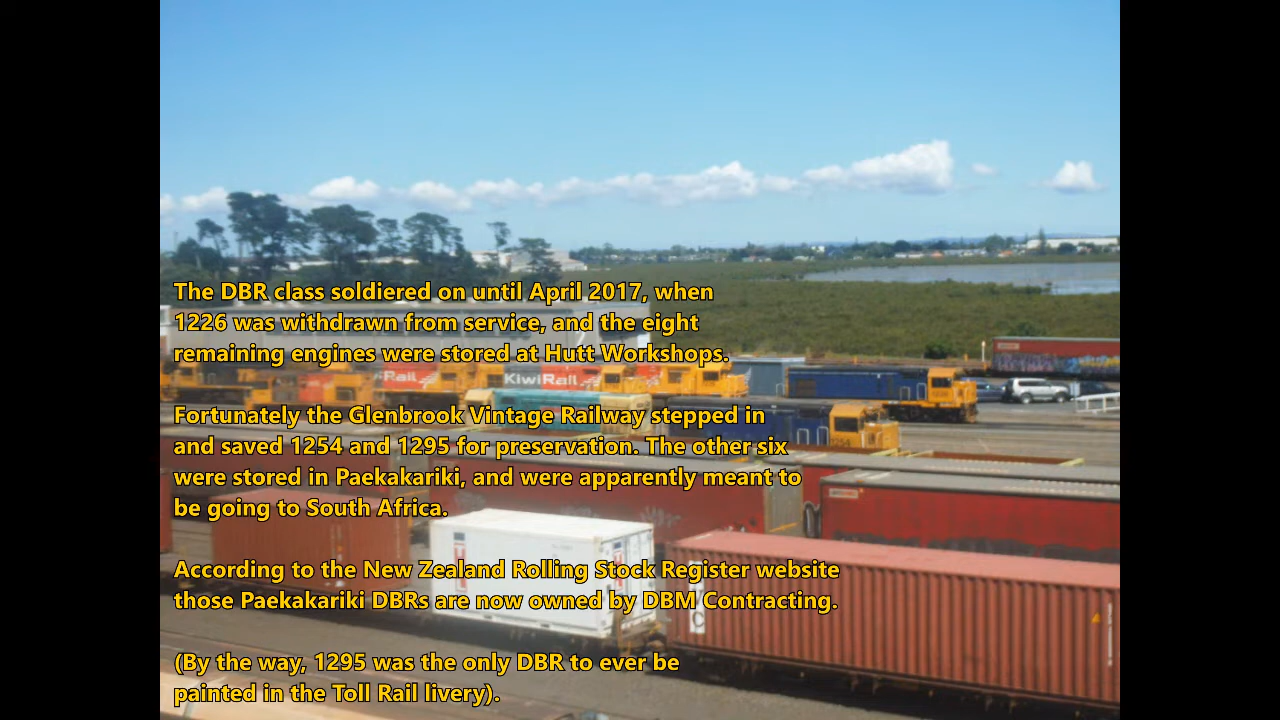 The DBR class soldiered on until April 2017, when
1226 was withdrawn from service, and the eight
remaining engines were stored at Hutt Workshops.
Rail
KiwiRail
Fortunately the Glenbrook Vintage Railway stepped in
and saved 1254 and 1295 for preservation. The other six
were stored in Paekakariki, and were apparently meant to
be going to South Africa.
1254
According to the New Zealand Rolling Stock Register website
those Paekakariki DBRs are now owned by DBM Contracting.
(By the way, 1295 was the only DBR to ever be
painted in the Toll Rail livery).